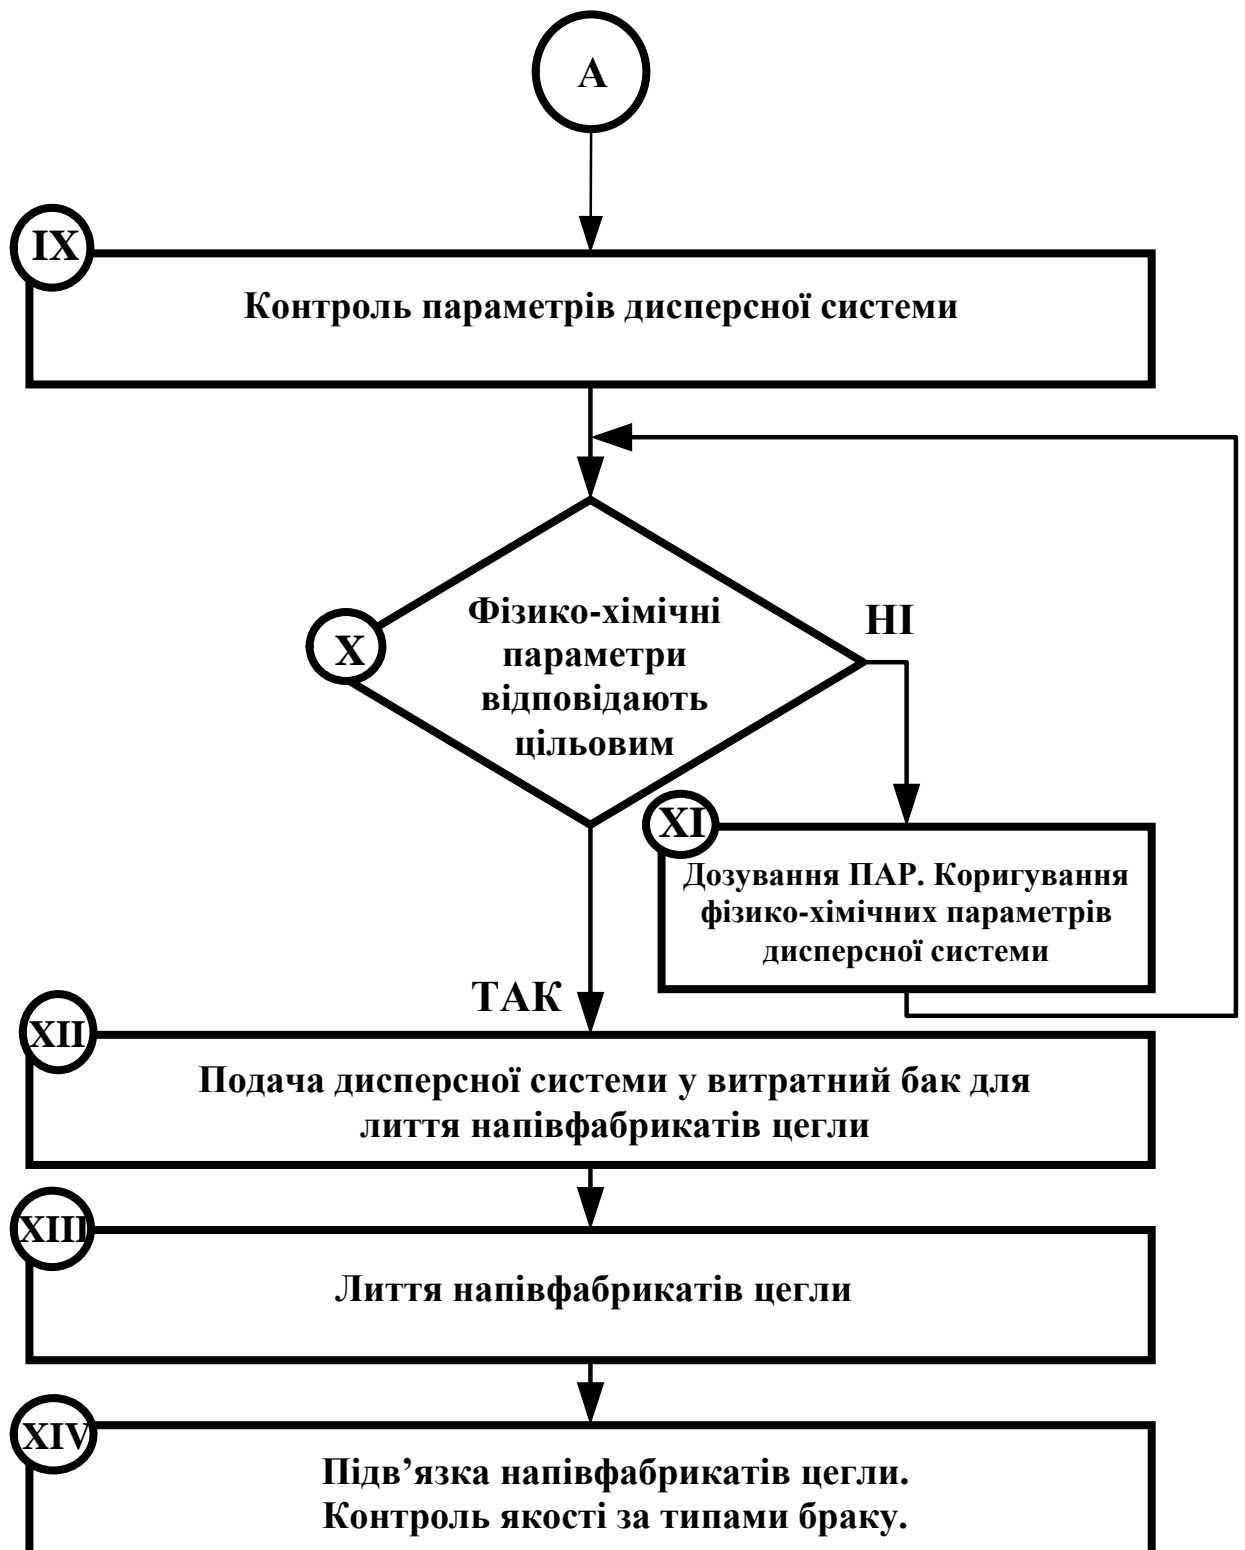 А
IX
Контроль параметрів дисперсної системи
X
Фізико-хімічні
параметри
відповідають
цільовим
НІ
XI
Дозування ПАР. Коригування
фізико-хімічних параметрів
дисперсної системи
ТАК
XII
Подача дисперсної системи у витратний бак для
лиття напівфабрикатів цегли
XIII
Лиття напівфабрикатів цегли
XIV
Підв’язка напівфабрикатів цегли.
Контроль якості за типами браку.